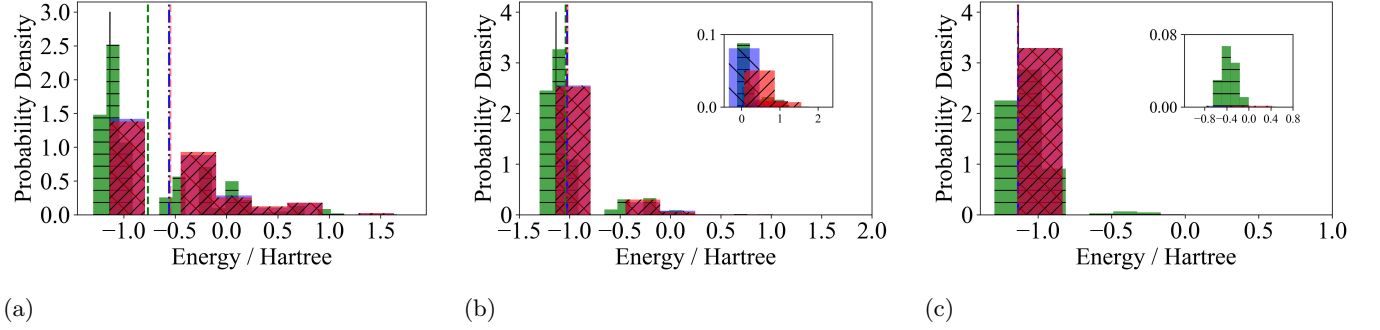 3.0
2.5
2.0
1.5
1.0
0.5
0.0
Probability Density
−1.0 −0.5 0.0 0.5 1.0 1.5
Energy / Hartree
(a)
4
3
2
1
0
Probability Density
0.1
0.0
0 1 2
−1.5 −1.0 −0.5 0.0 0.5 1.0 1.5 2.0
Energy / Hartree
(b)
4
3
2
1
0
Probability Density
0.08
0.00
−0.8 −0.4 0.0 0.4 0.8
−1.0 −0.5 0.0 0.5 1.0
Energy / Hartree
(c)